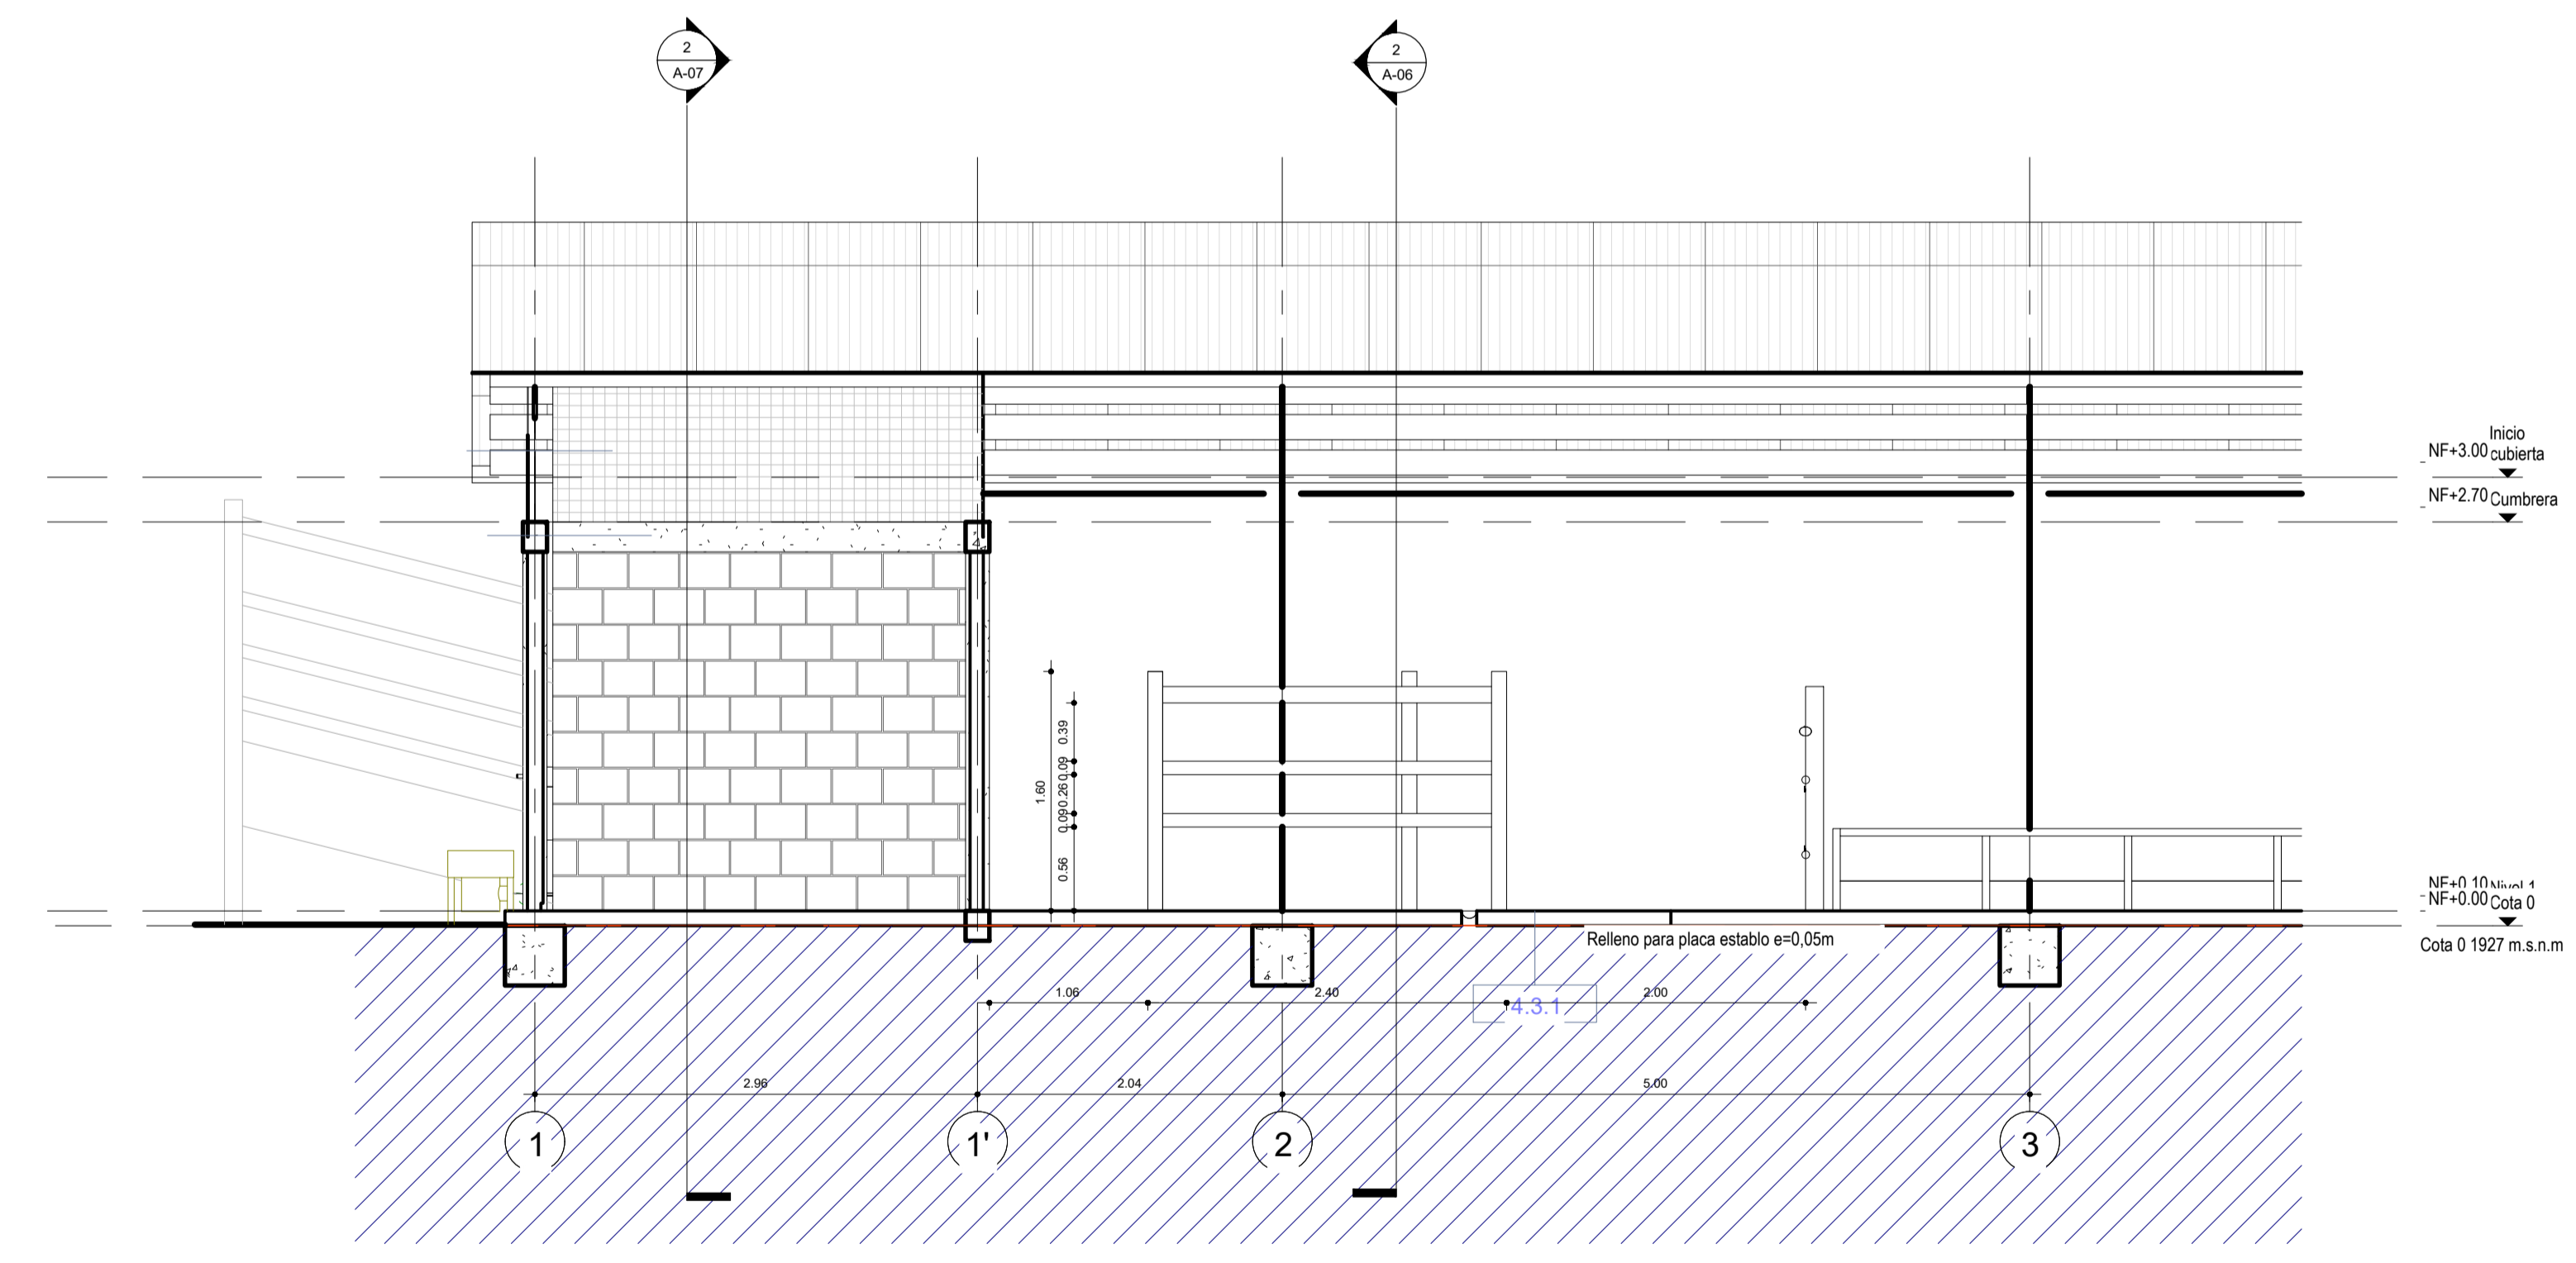 2
A-07
2
A-06
Inicio
NF+3.00 cubierta
NF+2.70 Cumbrera
1.60
0.39
0.09
0.26
0.09
0.56
NF+0.10 Nivel 1
NF+0.00 Cota 0
Cota 0 1927 m.s.n.m
Relleno para placa establo e=0,05m
1.06
2.40
4.3.1
2.00
2.96
2.04
5.00
1
1'
2
3